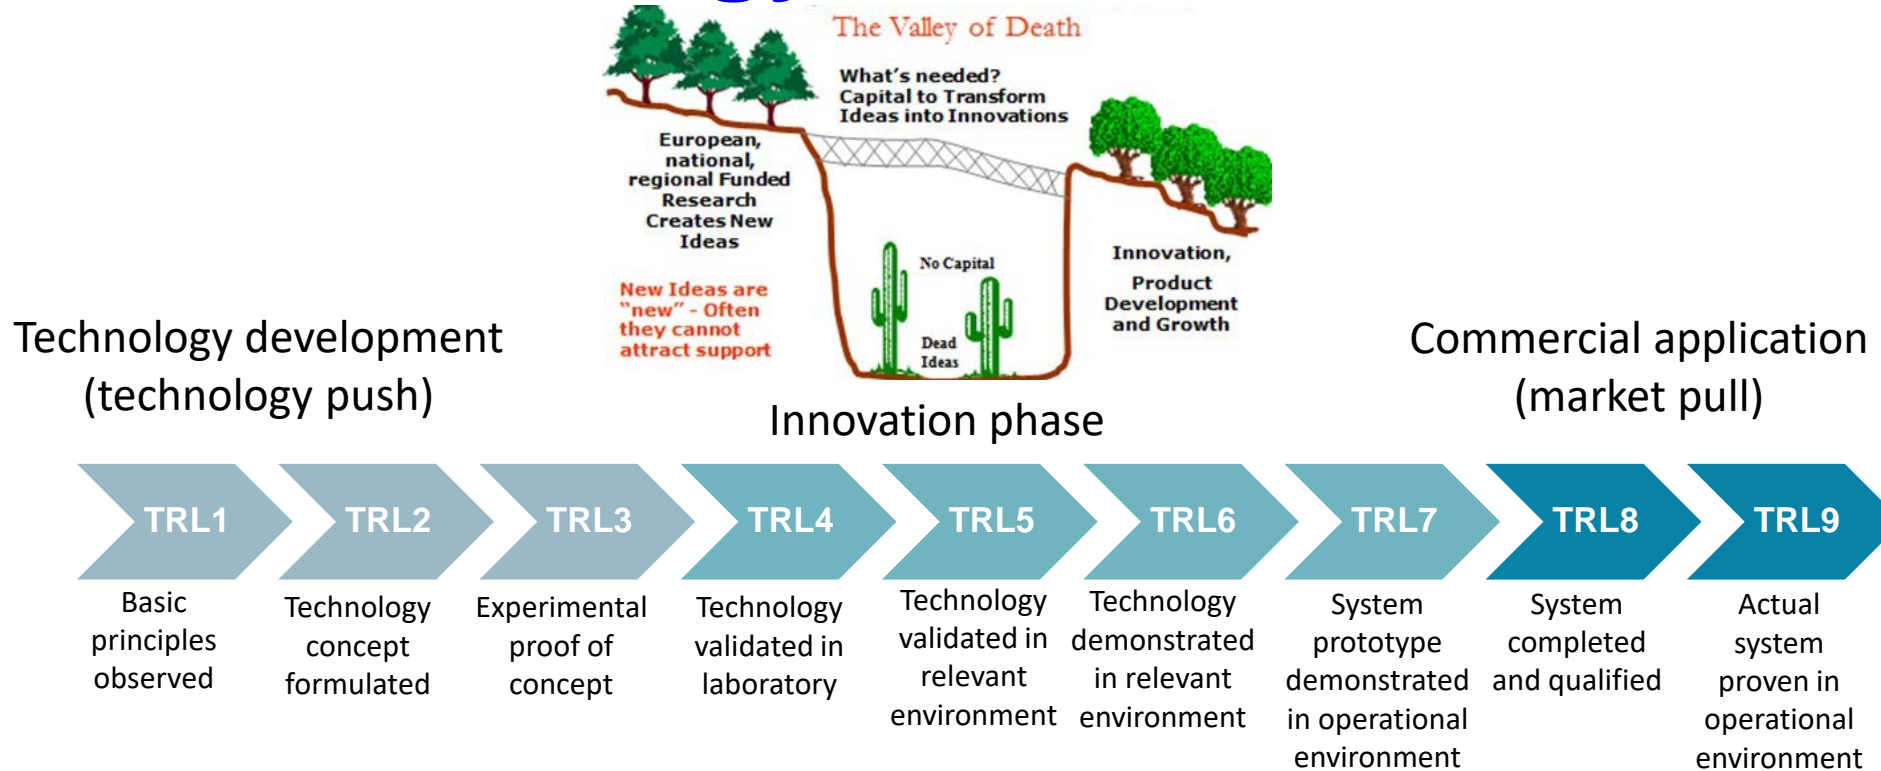 The Valley of Death
What's needed?
Capital to Transform
Ideas into Innovations
European,
national,
regional Funded
Research
Creates New
Ideas
New Ideas are
"new" - Often
they cannot
attract support
No Capital
Dead
Ideas
Innovation,
Product
Development
and Growth
Technology development
(technology push)
Innovation phase
Commercial application
(market pull)
TRL1
TRL2
TRL3
TRL4
TRL5
TRL6
TRL7
TRL8
TRL9
Basic
principles
observed
Technology
concept
formulated
Experimental
proof of
concept
Technology
validated in
laboratory
Technology
validated in
relevant
environment
Technology
demonstrated
in relevant
environment
System
prototype
demonstrated
in operational
environment
System
completed
and qualified
Actual
system
proven in
operational
environment